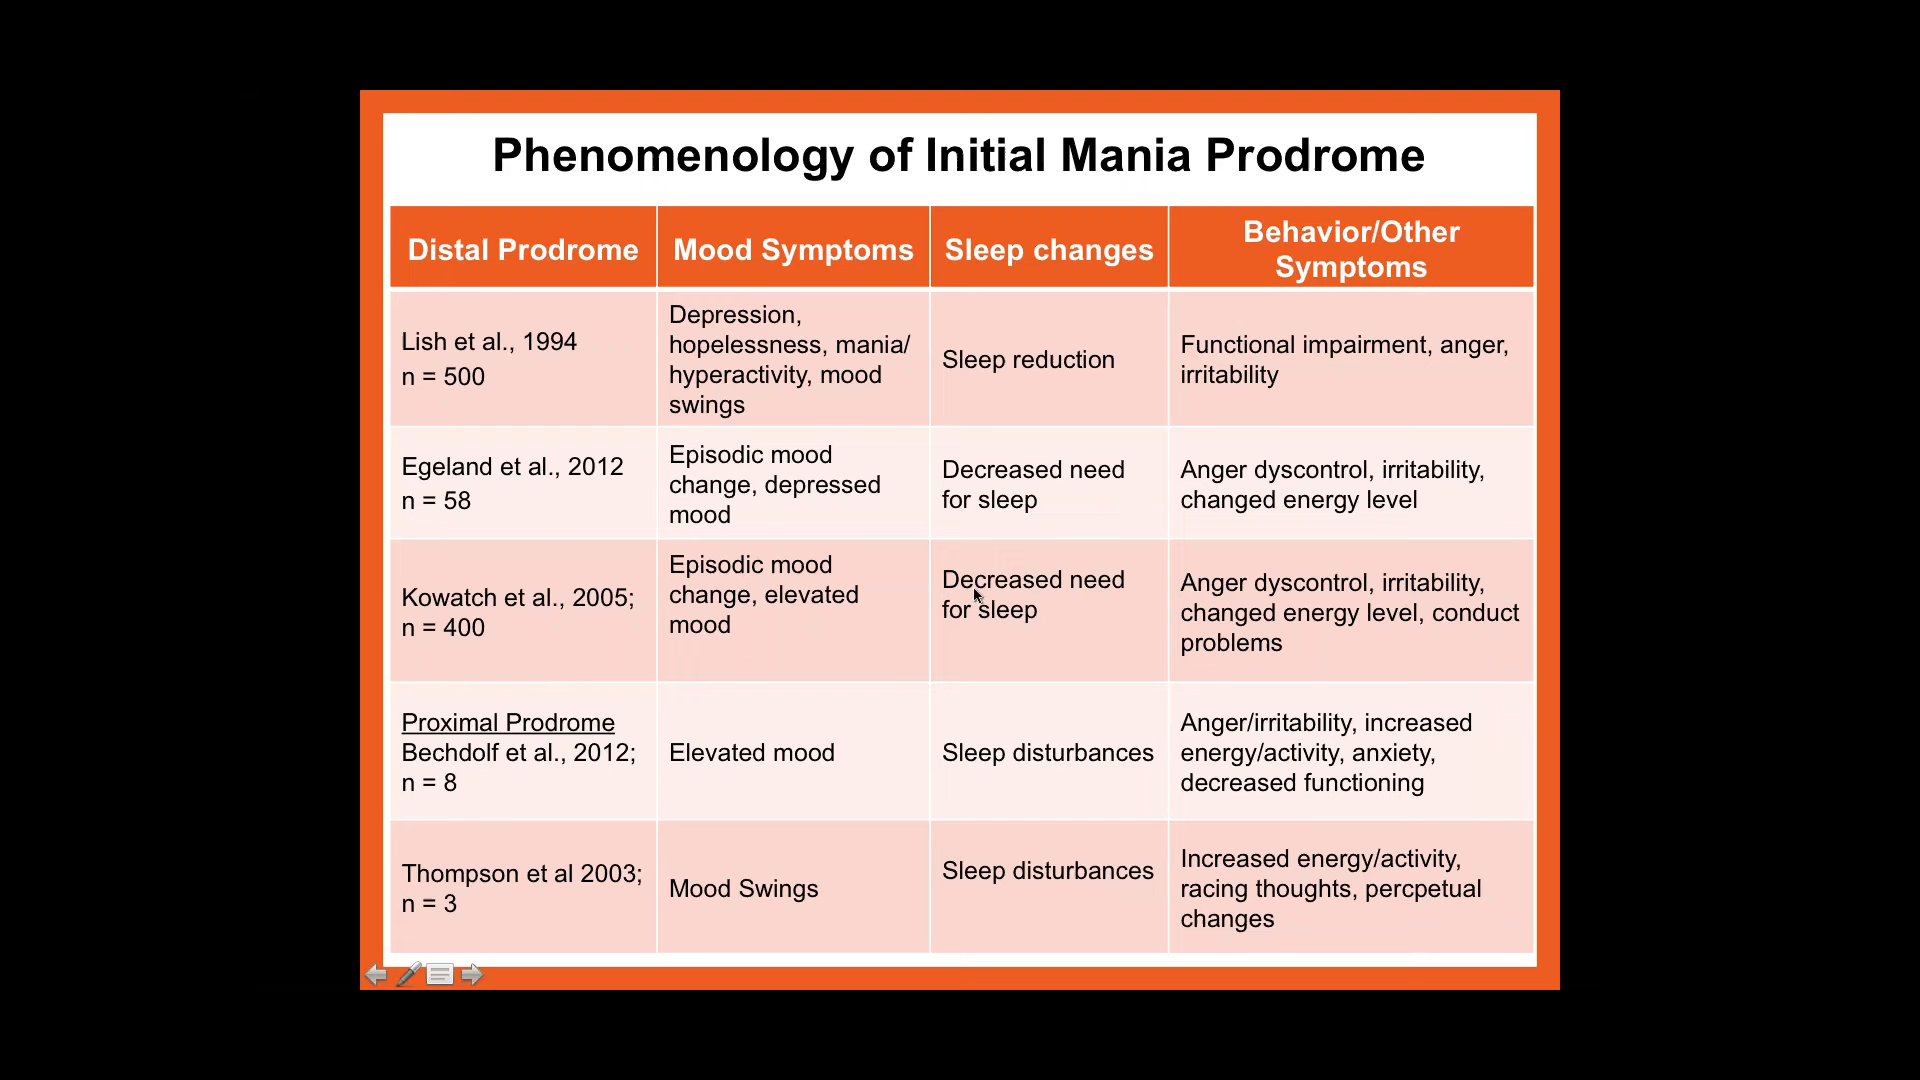 Phenomenology of Initial Mania Prodrome
Distal Prodrome
Mood Symptoms
Sleep changes
Behavior/Other
Symptoms
Lish et al., 1994
n = 500
Depression,
hopelessness, mania/
hyperactivity, mood
swings
Sleep reduction
Functional impairment, anger,
irritability
Egeland et al., 2012
n = 58
Episodic mood
change, depressed
mood
Decreased need
for sleep
Anger dyscontrol, irritability,
changed energy level
Kowatch et al., 2005;
n = 400
Episodic mood
change, elevated
mood
Decreased need
for sleep
Anger dyscontrol, irritability,
changed energy level, conduct
problems
Proximal Prodrome
Bechdolf et al., 2012;
n = 8
Elevated mood
Sleep disturbances
Anger/irritability, increased
energy/activity, anxiety,
decreased functioning
Thompson et al 2003;
n = 3
Mood Swings
Sleep disturbances
Increased energy/activity,
racing thoughts, percpetual
changes